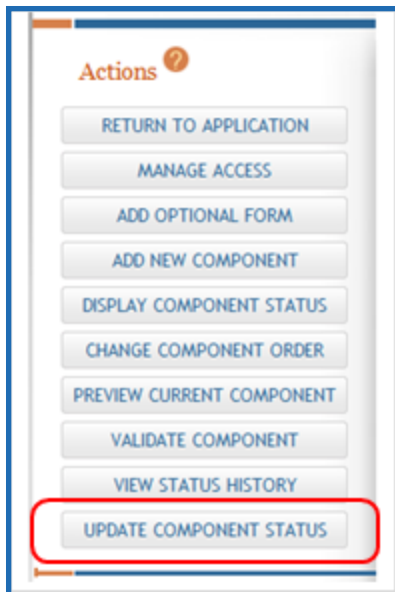 Actions ?
RETURN TO APPLICATION
MANAGE ACCESS
ADD OPTIONAL FORM
ADD NEW COMPONENT
DISPLAY COMPONENT STATUS
CHANGE COMPONENT ORDER
PREVIEW CURRENT COMPONENT
VALIDATE COMPONENT
VIEW STATUS HISTORY
UPDATE COMPONENT STATUS